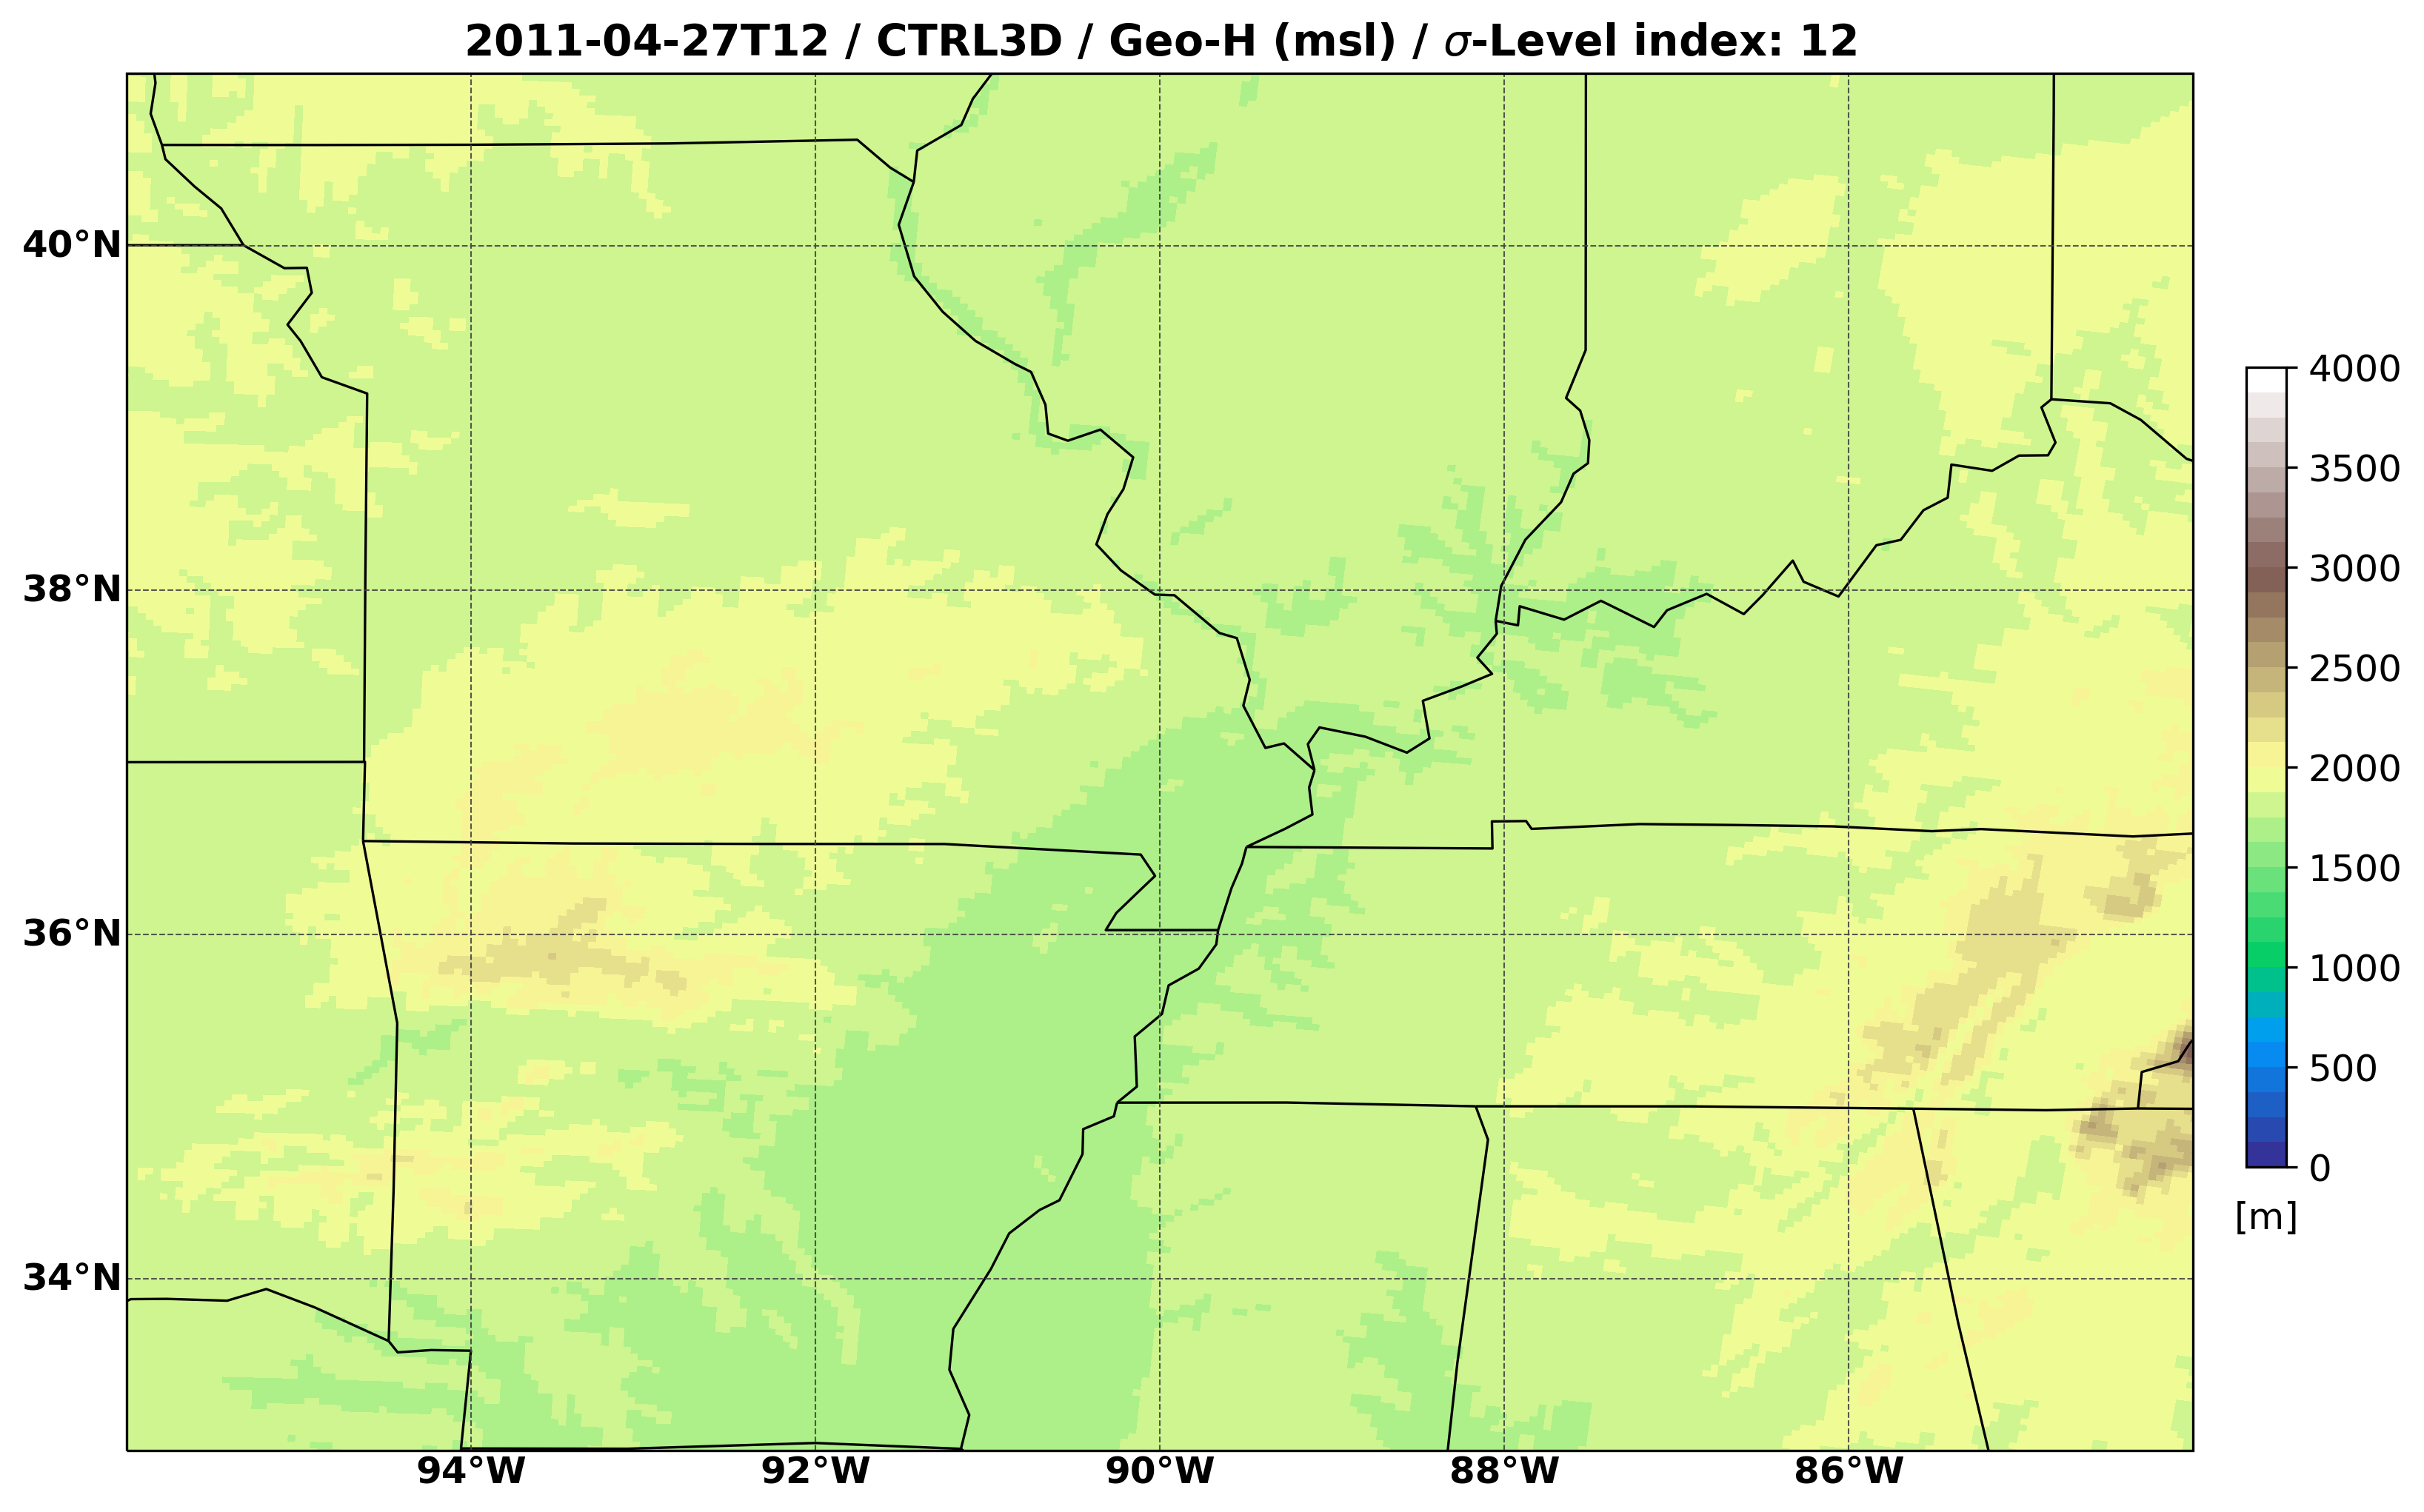 2011-04-27T12 / CTRL3D / Geo-H (msl) / σ-Level index: 12
40°N
38°N
36°N
34°N
94°W
92°W
90°W
88°W
86°W
4000
3500
3000
2500
2000
1500
1000
500
0
[m]